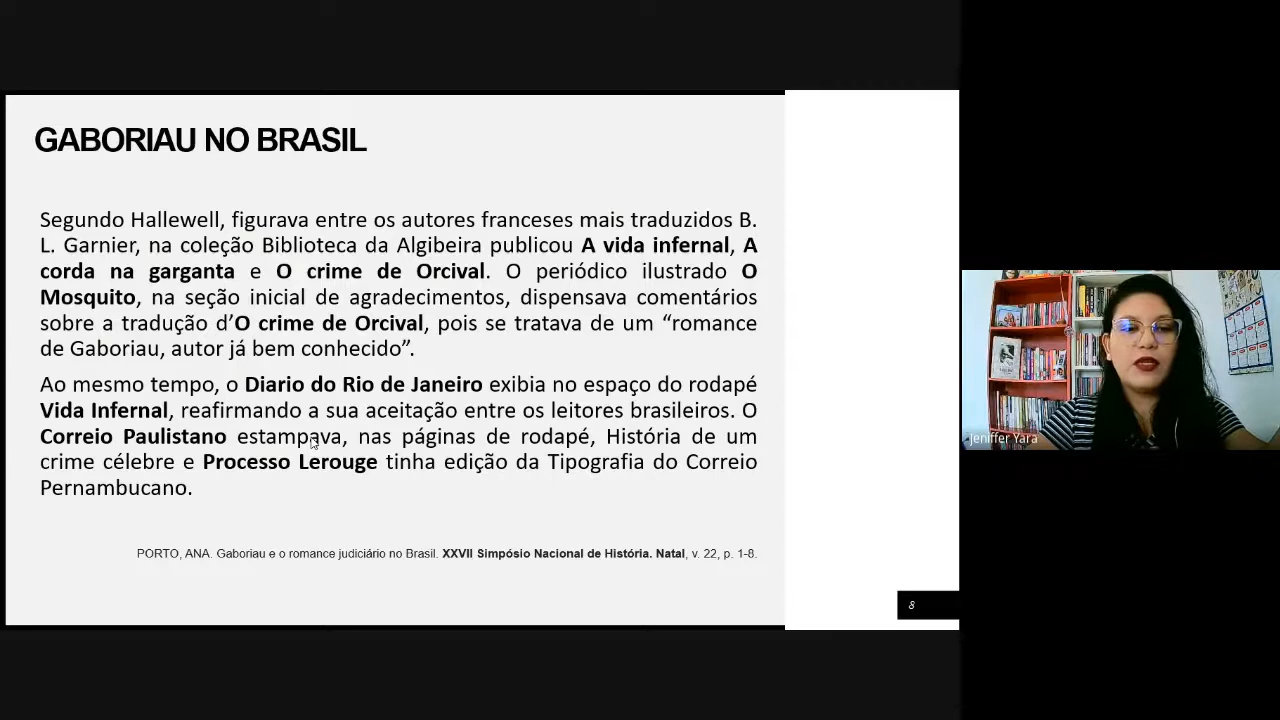 GABORIAU NO BRASIL
Segundo Hallewell, figurava entre os autores franceses mais traduzidos B.
L. Garnier, na coleção Biblioteca da Algibeira publicou A vida infernal, A
corda na garganta e O crime de Orcival. O periódico ilustrado O
Mosquito, na seção inicial de agradecimentos, dispensava comentários
sobre a tradução d’O crime de Orcival, pois se tratava de um “romance
de Gaboriau, autor já bem conhecido”.
Ao mesmo tempo, o Diario do Rio de Janeiro exibia no espaço do rodapé
Vida Infernal, reafirmando a sua aceitação entre os leitores brasileiros. O
Correio Paulistano estampava, nas páginas de rodapé, História de um
crime célebre e Processo Lerouge tinha edição da Tipografia do Correio
Pernambucano.
PORTO, ANA. Gaboriau e o romance judiciário no Brasil. XXVII Simpósio Nacional de História. Natal, v. 22, p. 1-8.
8
Jeniffer Yara